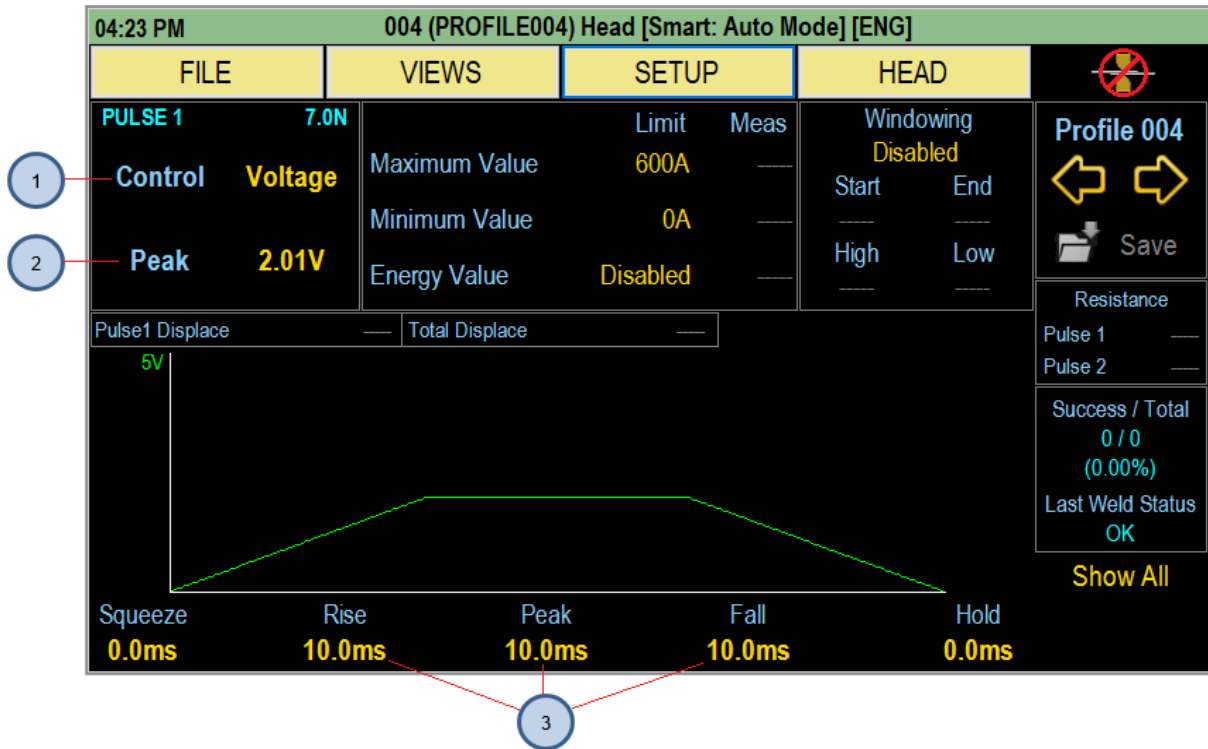 04:23 PM 004 (PROFILE004) Head [Smart: Auto Mode] [ENG]
FILE VIEWS SETUP HEAD
PULSE 1 7.0N
1 Control Voltage
2 Peak 2.01V
Limit Meas
Maximum Value 600A -----
Minimum Value 0A -----
Energy Value Disabled -----
Windowing
Disabled
Start End
----- -----
High Low
----- -----
Profile 004
Save
Resistance
Pulse 1 -----
Pulse 2 -----
Success / Total
0 / 0
(0.00%)
Last Weld Status
OK
Show All
Pulse1 Displace ----- Total Displace -----
5V
Squeeze Rise Peak Fall Hold
0.0ms 10.0ms 10.0ms 10.0ms 0.0ms
3